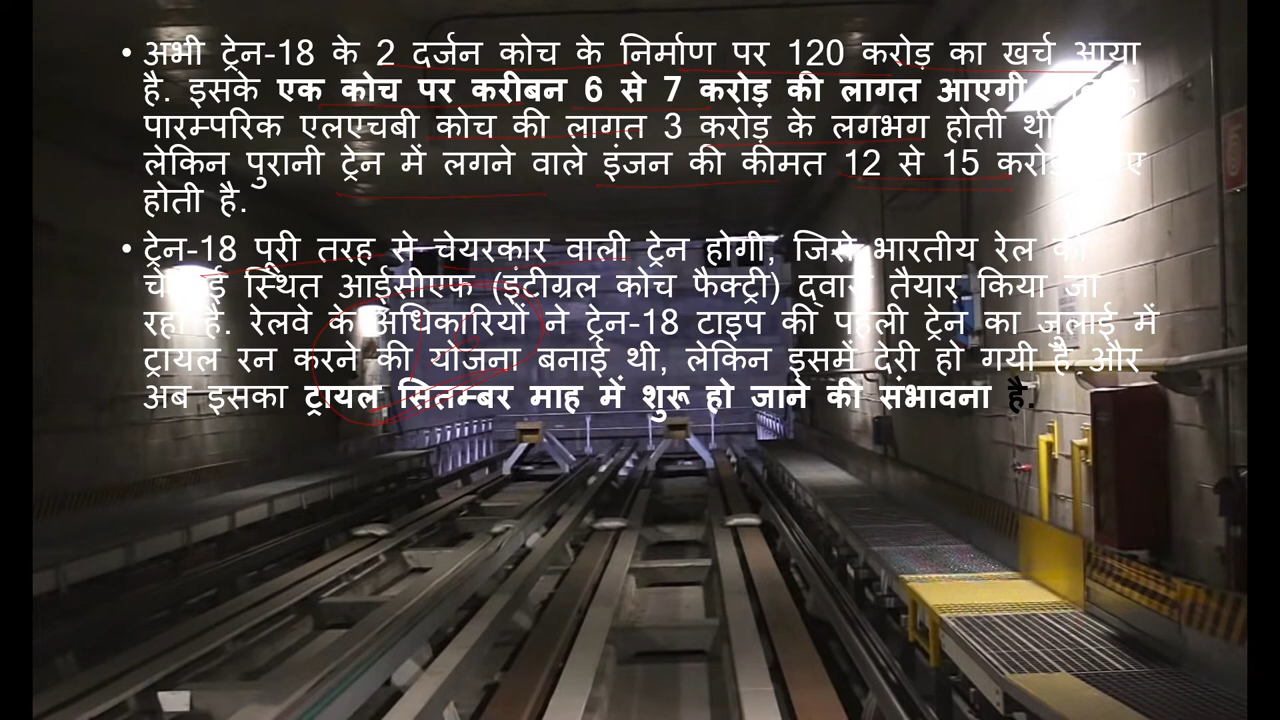 • अभी ट्रेन-18 के 2 दर्जन कोच के निर्माण पर 120 करोड़ का खर्च आया
है. इसके एक कोच पर करीबन 6 से 7 करोड़ की लागत आएगी
पारम्परिक एलएचबी कोच की लागत 3 करोड़ के लगभग होती थी
लेकिन पुरानी ट्रेन में लगने वाले इंजन की कीमत 12 से 15 करोड़
होती है.
• ट्रेन-18 पूरी तरह से चेयरकार वाली ट्रेन होगी, जिसे भारतीय रेल की
स्थित आईसीएफ (इंटीग्रल कोच फैक्ट्री) द्वारा तैयार किया जा
रहा है. रेलवे के अधिकारियों ने ट्रेन-18 टाइप की पहली ट्रेन का जुलाई में
ट्रायल रन करने की योजना बनाई थी, लेकिन इसमें देरी हो गयी है और
अब इसका ट्रायल सितम्बर माह में शुरू हो जाने की संभावना है.